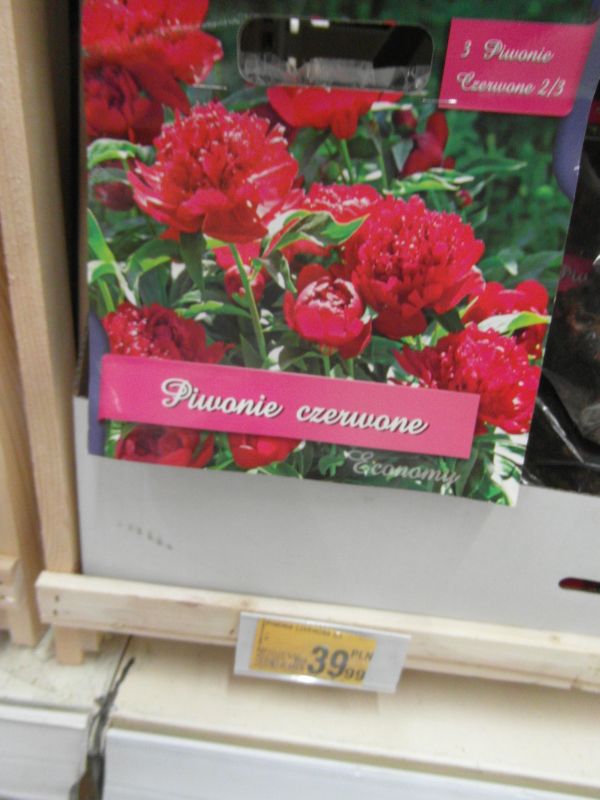 3 Piwonie
Czerwone 2/3
Piwonie czerwone
Economy
39 99
PLN